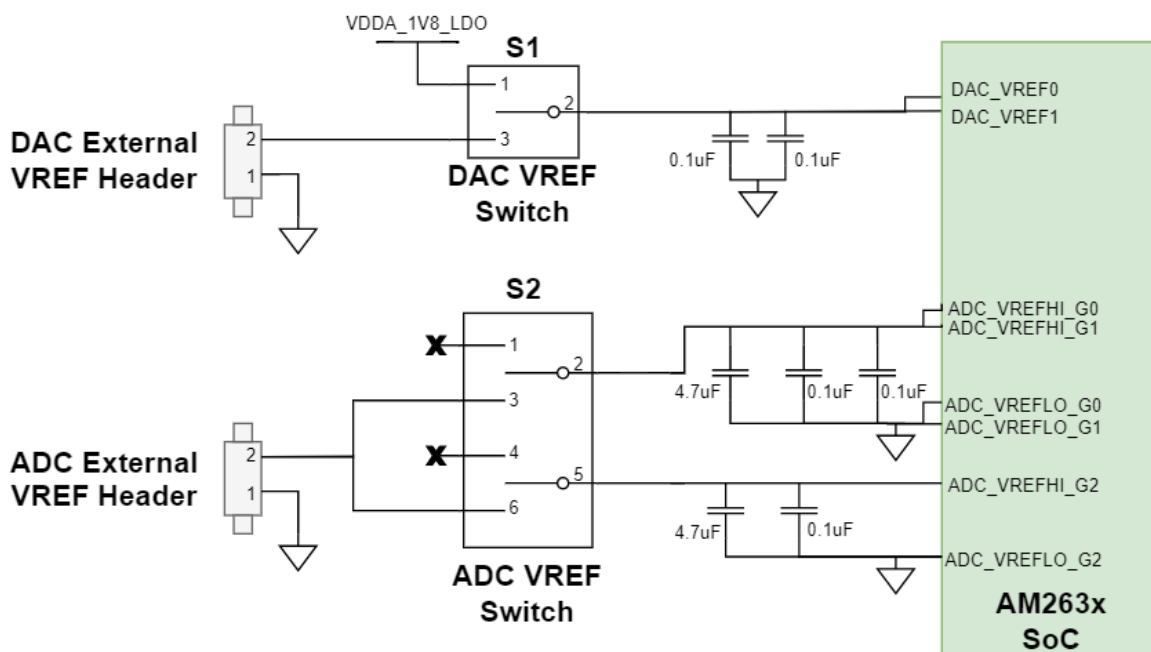 VDDA_1V8_LDO
S1
1
2
3
DAC VREF
Switch
DAC External
VREF Header
2
1
0.1uF
0.1uF
DAC_VREF0
DAC_VREF1
S2
1
2
3
4
5
6
ADC VREF
Switch
ADC External
VREF Header
2
1
4.7uF
0.1uF
0.1uF
ADC_VREFHI_G0
ADC_VREFHI_G1
ADC_VREFLO_G0
ADC_VREFLO_G1
4.7uF
0.1uF
ADC_VREFHI_G2
ADC_VREFLO_G2
AM263x
SoC